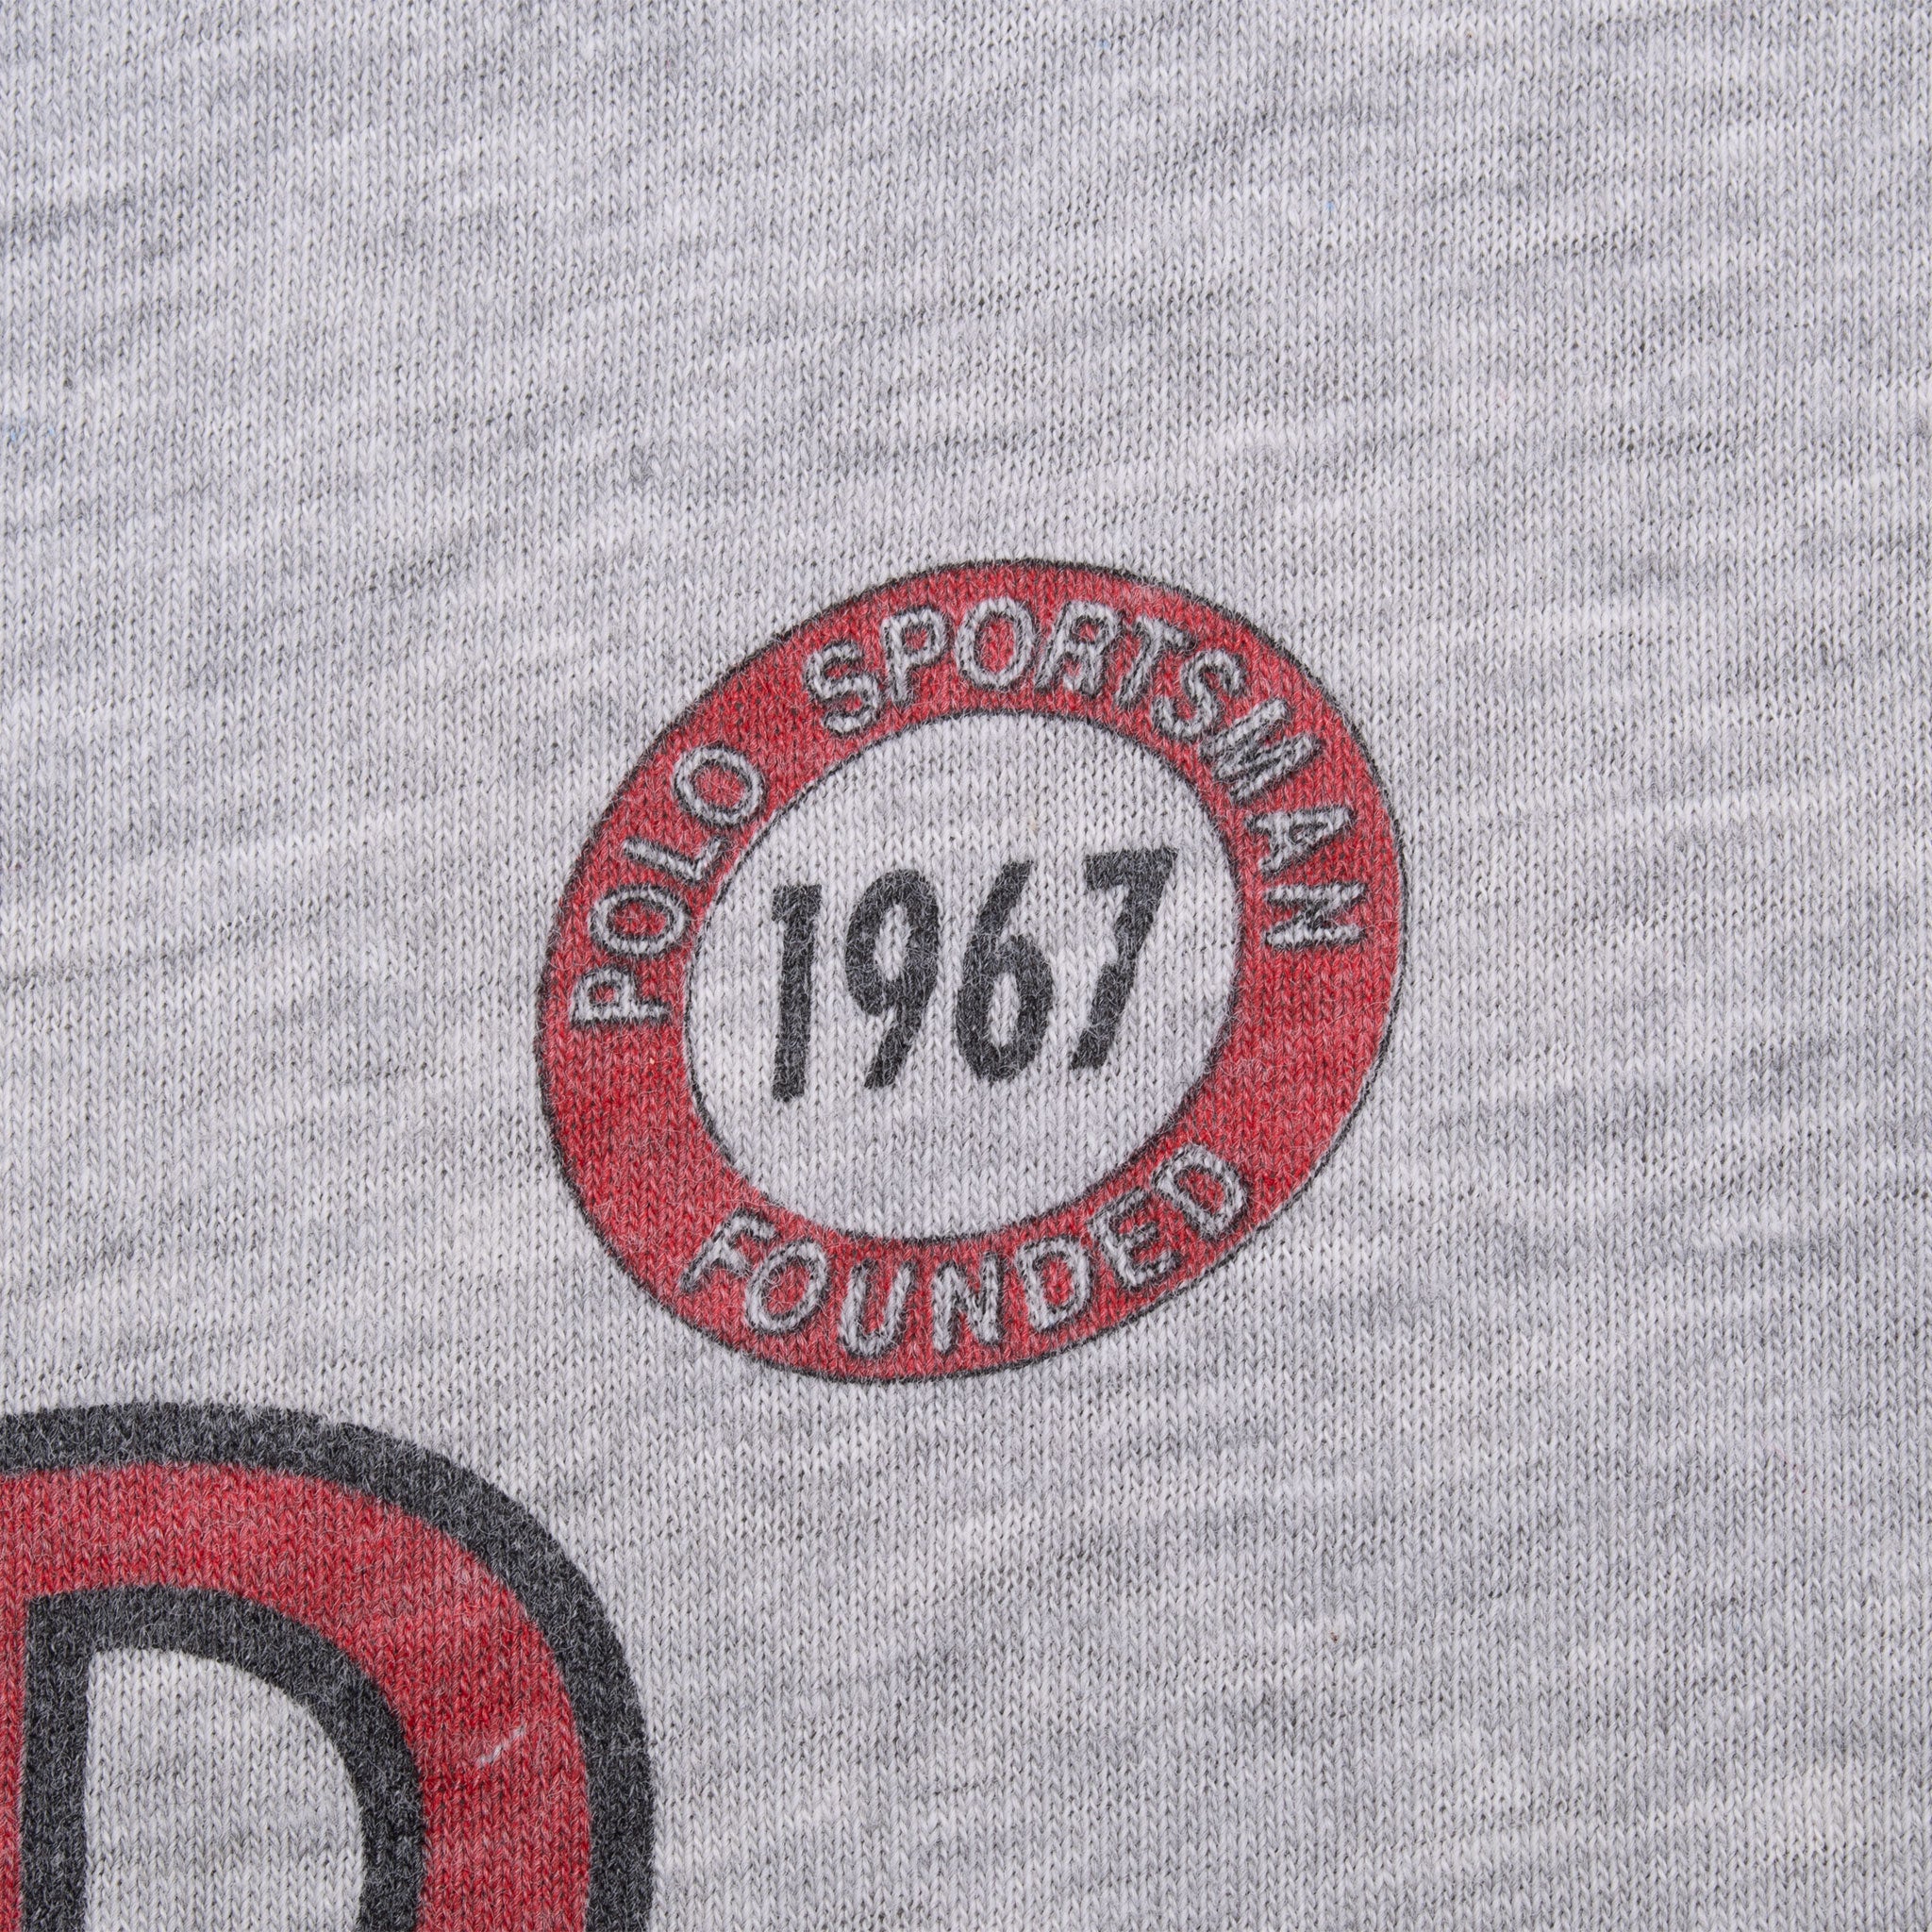 POLO SPORTSMAN
1967
FOUNDED